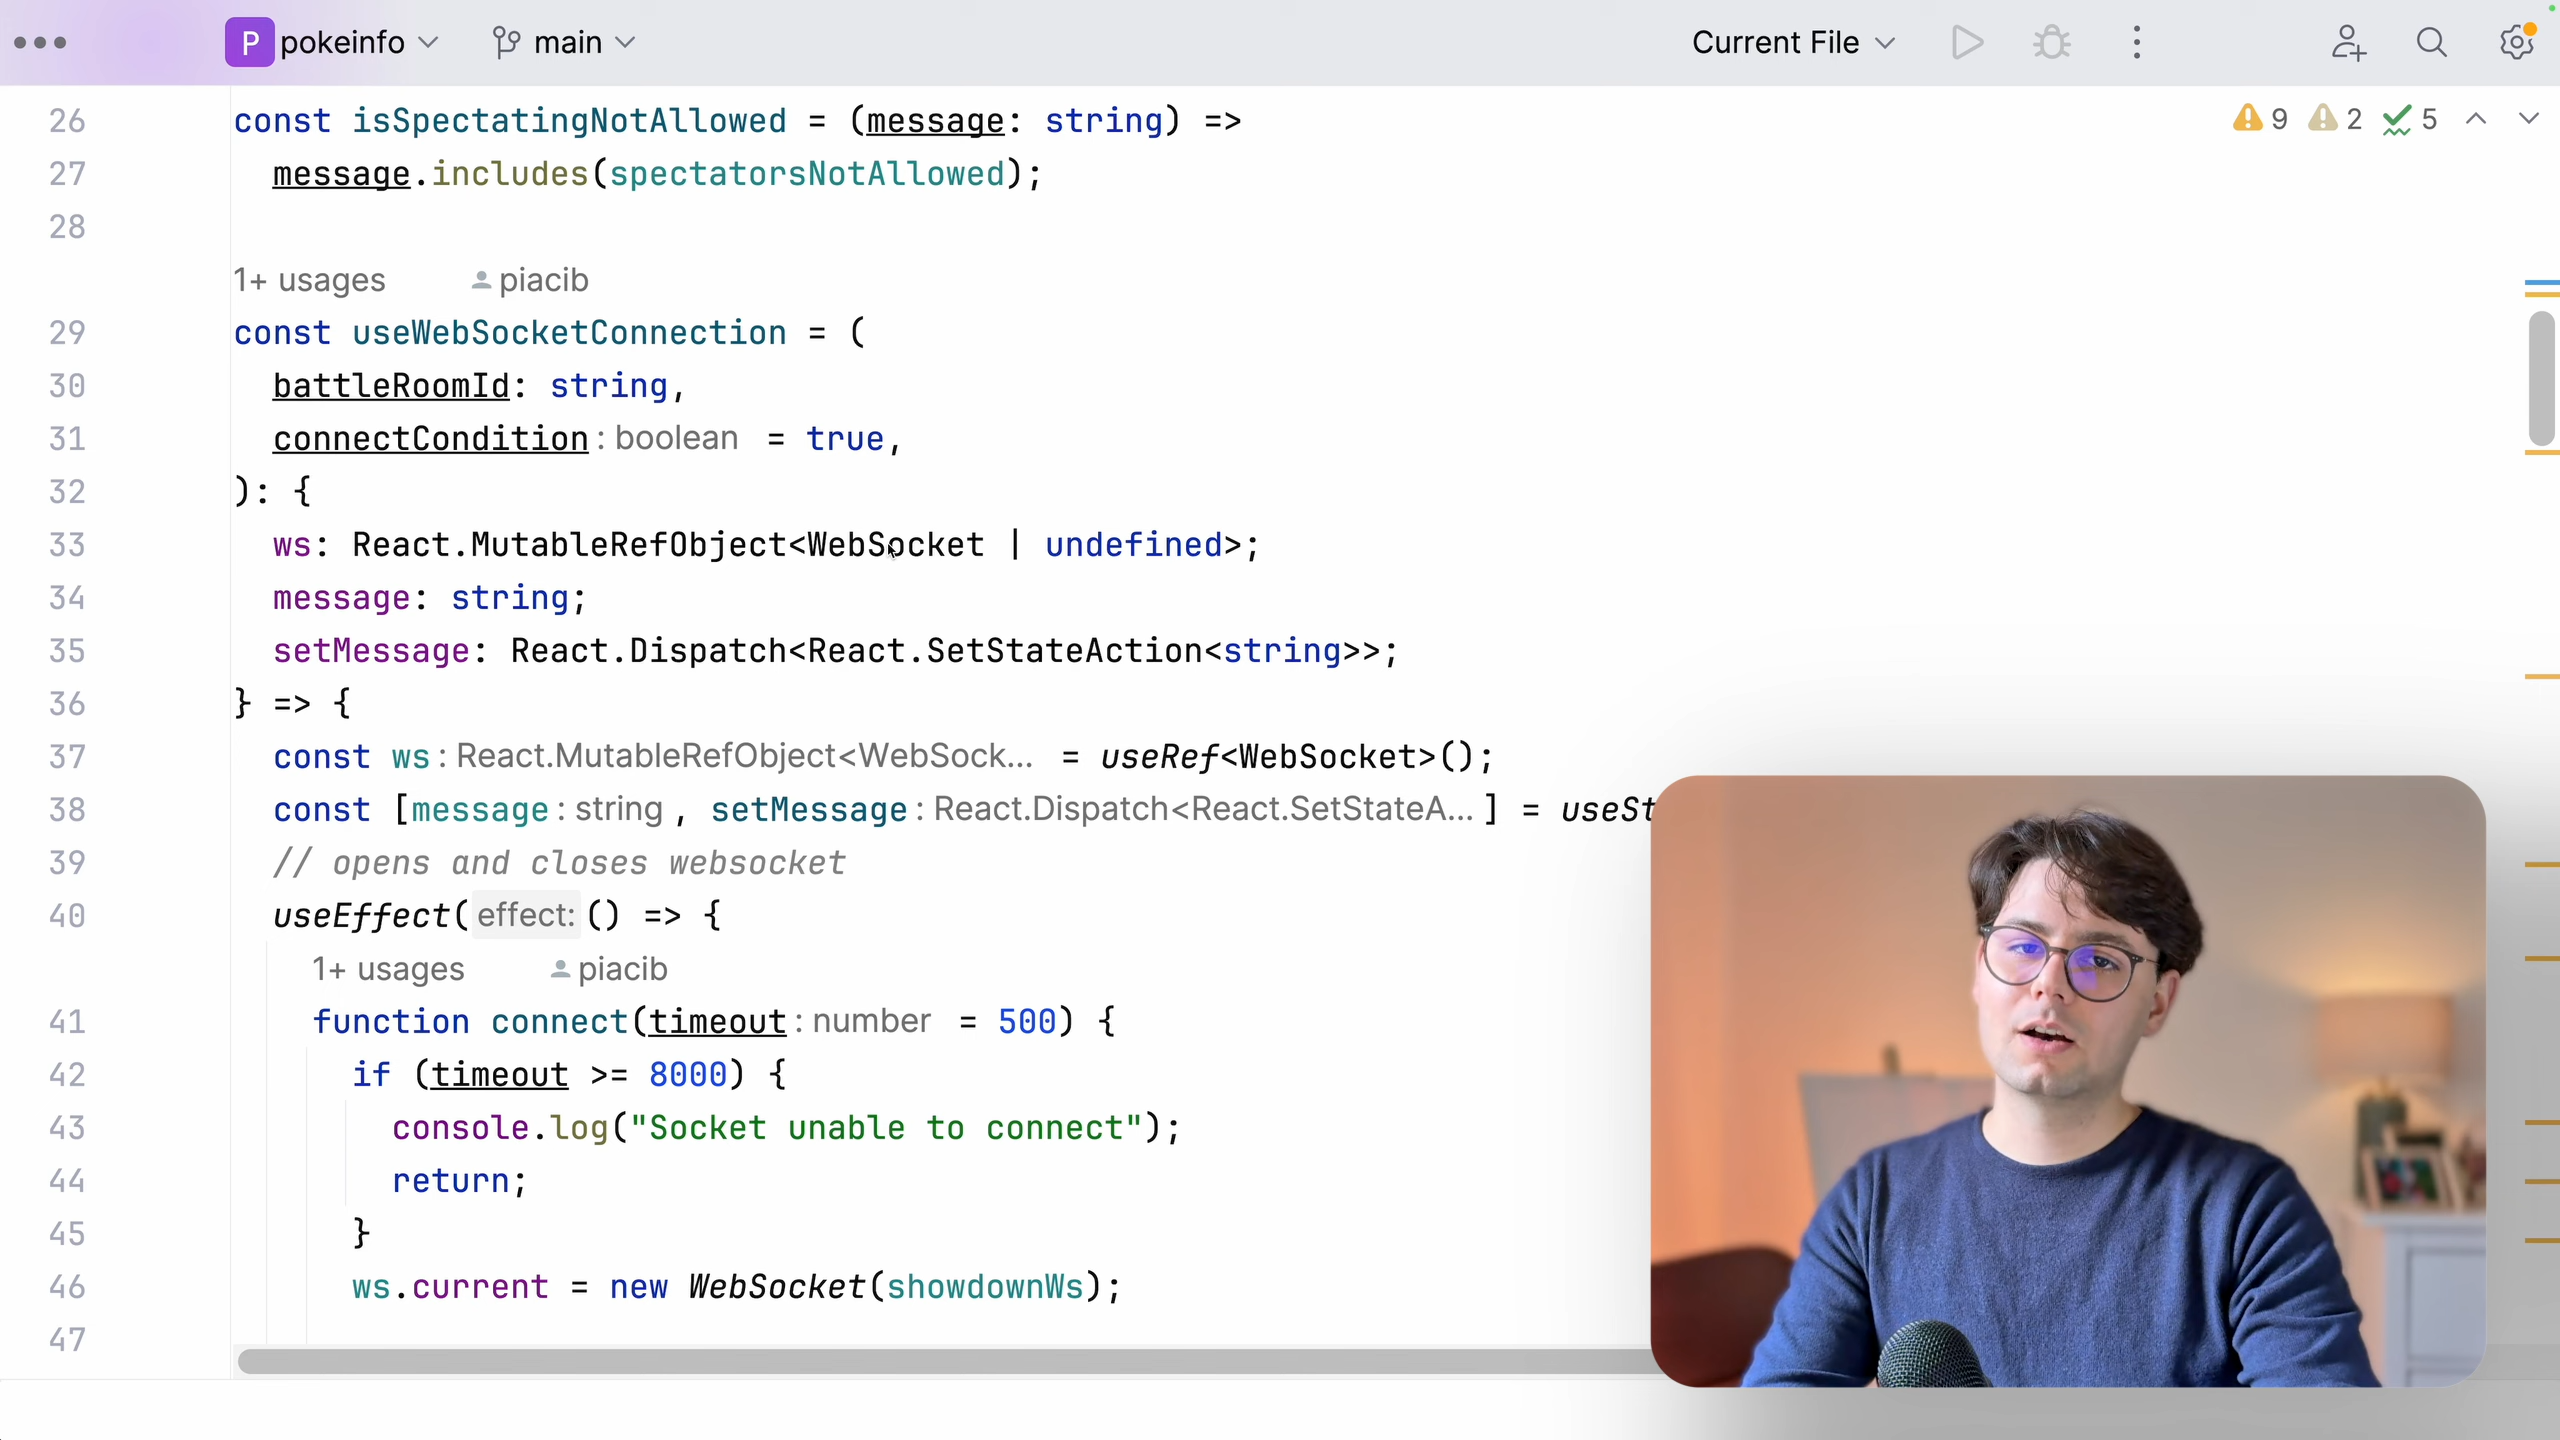 P pokeinfo main Current File
26 const isSpectatingNotAllowed = (message: string) =>
9 2 5
27 message.includes(spectatorsNotAllowed);
28
1+ usages piacib
29 const useWebSocketConnection = (
30 battleRoomId: string,
31 connectCondition: boolean = true,
32 ): {
33 ws: React.MutableRefObject<WebSocket | undefined>;
34 message: string;
35 setMessage: React.Dispatch<React.SetStateAction<string>>;
36 } => {
37 const ws: React.MutableRefObject<WebSock... = useRef<WebSocket>();
38 const [message: string, setMessage: React.Dispatch<React.SetStateA...] = useSt
39 // opens and closes websocket
40 useEffect( effect: () => {
1+ usages piacib
41 function connect(timeout: number = 500) {
42 if (timeout >= 8000) {
43 console.log("Socket unable to connect");
44 return;
45 }
46 ws.current = new WebSocket(showdownWs);
47